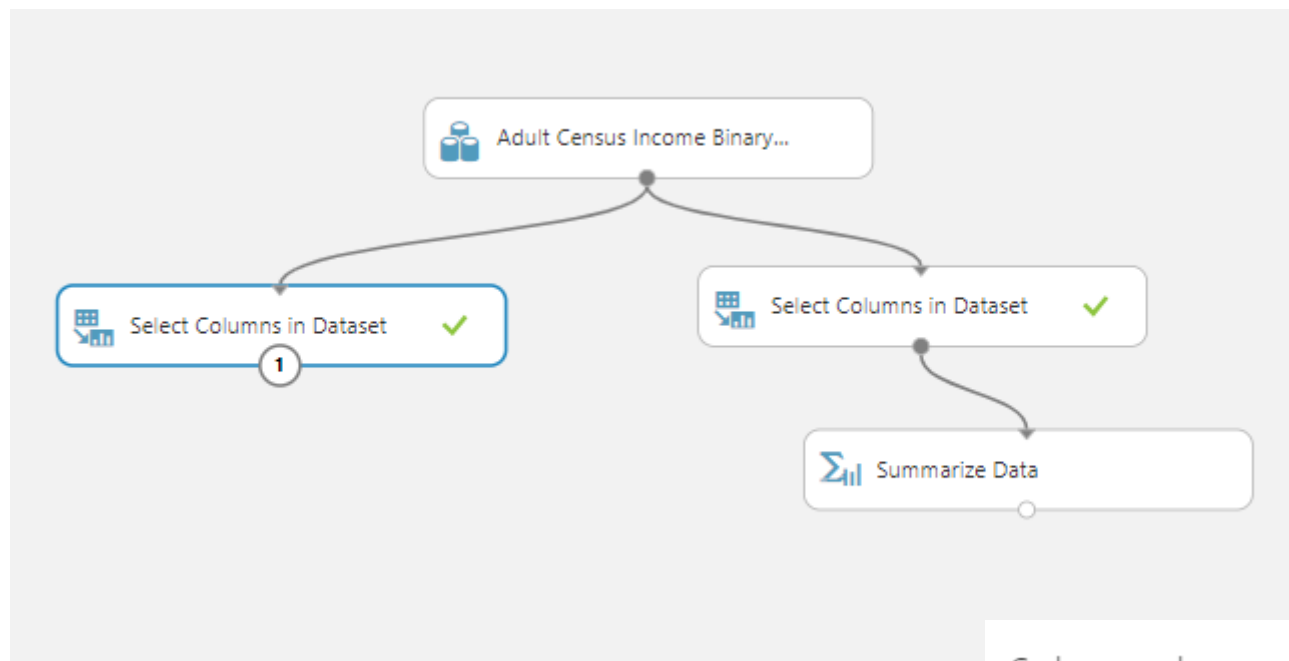 Adult Census Income Binary...
Select Columns in Dataset
Select Columns in Dataset
1
Summarize Data